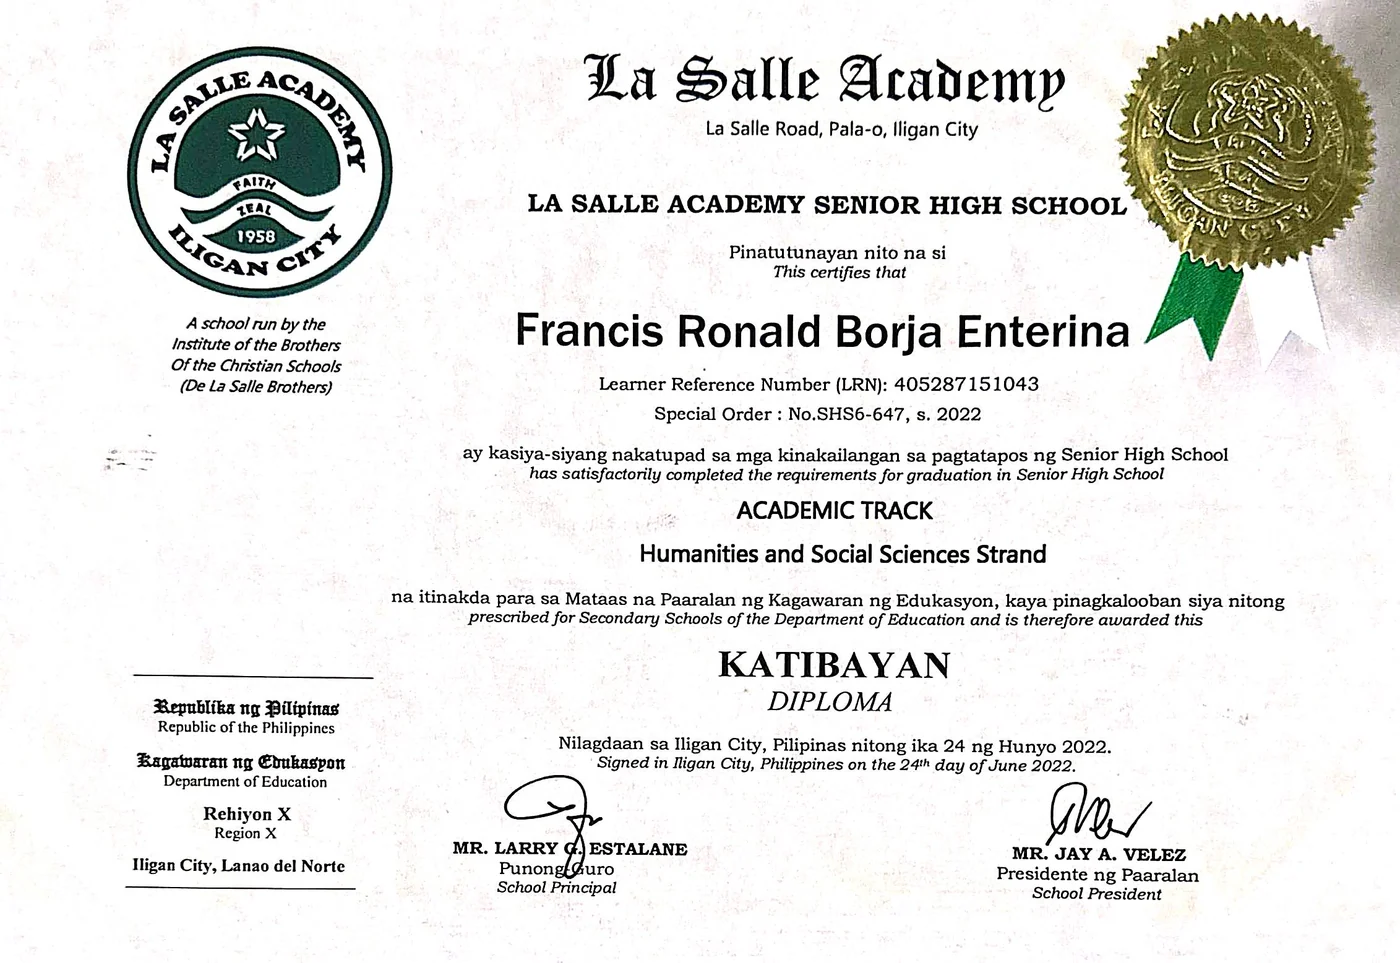 LA SALLE ACADEMY
FAITH
ZEAL
1958
ILIGAN CITY
A school run by the
Institute of the Brothers
Of the Christian Schools
(De La Salle Brothers)
La Salle Academy
La Salle Road, Pala-o, Iligan City
LA SALLE ACADEMY SENIOR HIGH SCHOOL
Pinatutunayan nito na si
This certifies that
Francis Ronald Borja Enterina
Learner Reference Number (LRN): 405287151043
Special Order : No.SHS6-647, s. 2022
ay kasiya-siyang nakatupad sa mga kinakailangan sa pagtatapos ng Senior High School
has satisfactorily completed the requirements for graduation in Senior High School
ACADEMIC TRACK
Humanities and Social Sciences Strand
na itinakda para sa Mataas na Paaralan ng Kagawaran ng Edukasyon, kaya pinagkalooban siya nitong
prescribed for Secondary Schools of the Department of Education and is therefore awarded this
KATIBAYAN
DIPLOMA
Nilagdaan sa Iligan City, Pilipinas nitong ika 24 ng Hunyo 2022.
Signed in Iligan City, Philippines on the 24th day of June 2022.
MR. LARRY G. ESTALANE
Punong Guro
School Principal
MR. JAY A. VELEZ
Presidente ng Paaralan
School President
Republika ng Pilipinas
Republic of the Philippines
Kagawaran ng Edukasyon
Department of Education
Rehiyon X
Region X
Iligan City, Lanao del Norte